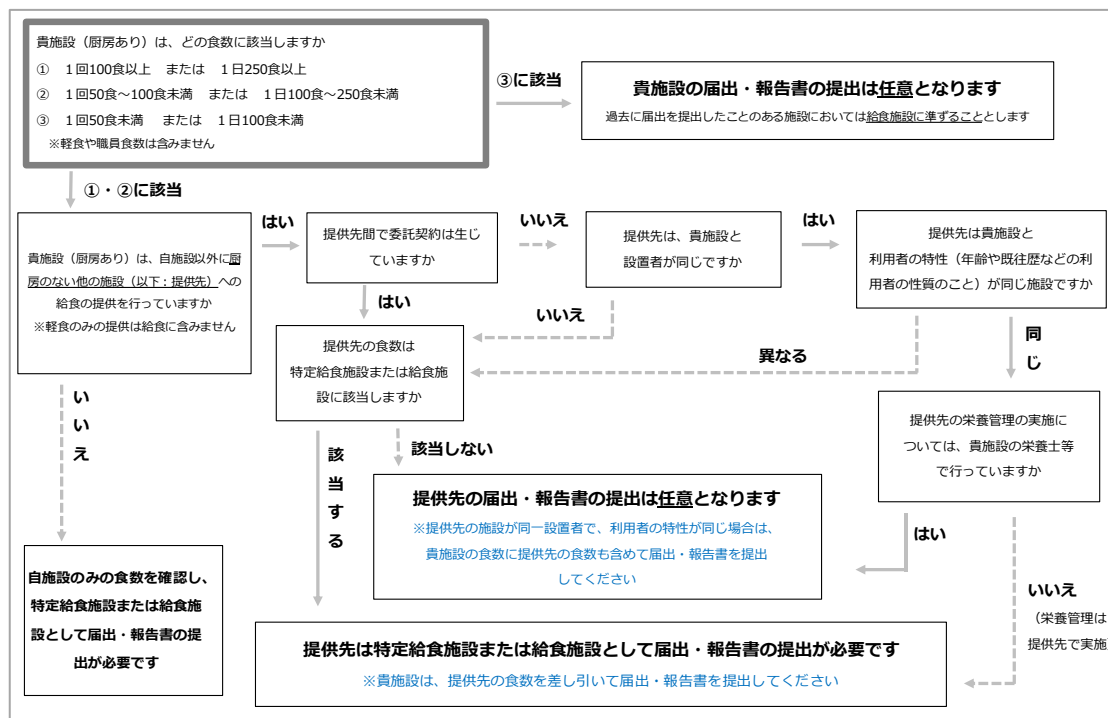 貴施設（厨房あり）は、どの食数に該当しますか
①　１回100食以上　または　１日250食以上
②　１回50食～100食未満　または　１日100食～250食未満
③　１回50食未満　または　１日100食未満
※軽食や職員食数は含みません
③に該当
貴施設の届出・報告書の提出は任意となります
過去に届出を提出したことのある施設においては給食施設に準ずることとします
①・②に該当
貴施設（厨房あり）は、自施設以外に厨
房のない他の施設（以下：提供先）への
給食の提供を行っていますか
※軽食のみの提供は給食に含みません
はい
提供先間で委託契約は生じ
ていますか
いいえ
提供先は、貴施設と
設置者が同じですか
はい
提供先は貴施設と
利用者の特性（年齢や既往歴などの利
用者の性質のこと）が同じ施設ですか
はい
いいえ
異なる
同じ
提供先の食数は
特定給食施設または給食施
設に該当しますか
いいえ
該当する
該当しない
提供先の栄養管理の実施に
ついては、貴施設の栄養士等
で行っていますか
提供先の届出・報告書の提出は任意となります
※提供先の施設が同一設置者で、利用者の特性が同じ場合は、
貴施設の食数に提供先の食数も含めて届出・報告書を提出
してください
はい
いいえ
（栄養管理は
提供先で実施
自施設のみの食数を確認し、
特定給食施設または給食施
設として届出・報告書の提
出が必要です
提供先は特定給食施設または給食施設として届出・報告書の提出が必要です
※貴施設は、提供先の食数を差し引いて届出・報告書を提出してください